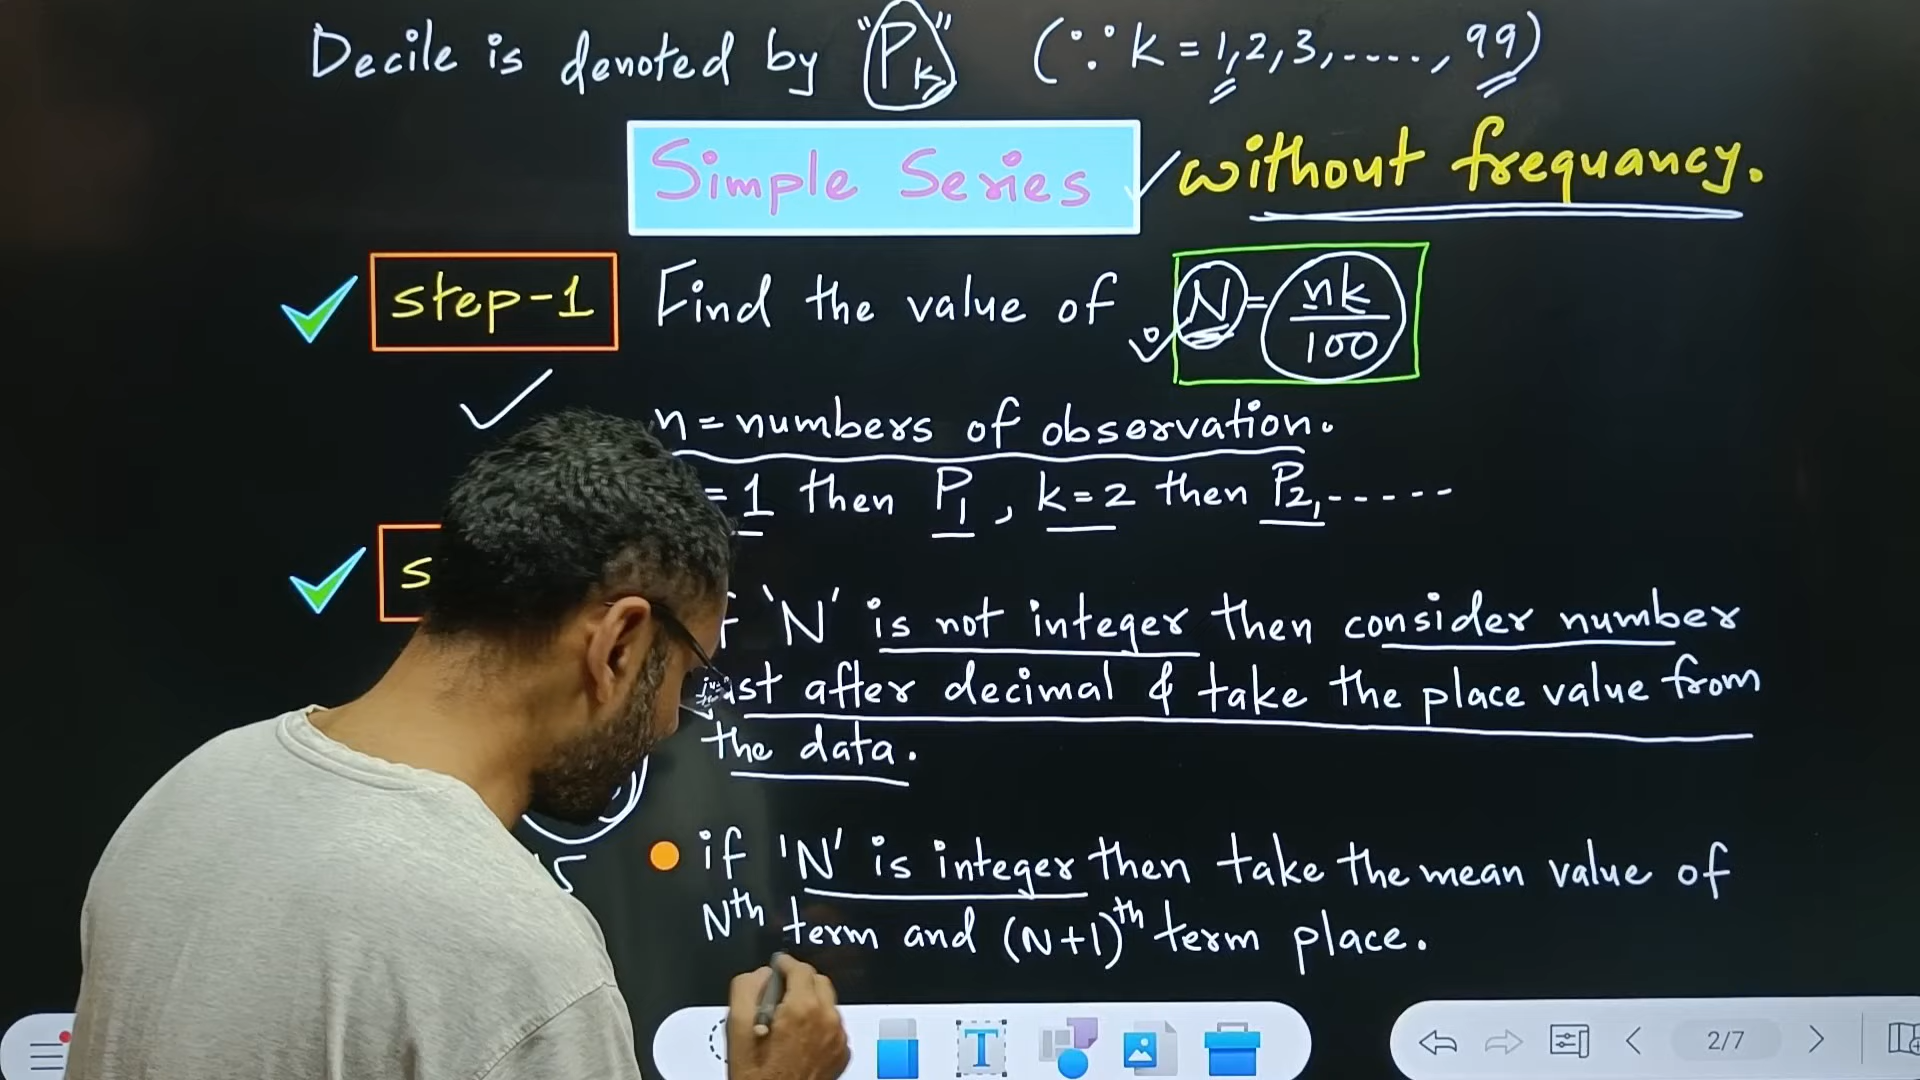 Decile is denoted by "Pk" (∵ k = 1,2,3,....., 99)
Simple Series without frequancy.
step-1 Find the value of N = nk/100
n = numbers of observation.
= 1 then P1 , k = 2 then P2, - - - - -
'N' is not integer then consider number
after decimal & take the place value from
the data.
if 'N' is integer then take the mean value of
Nth term and (N+1)th term place.
2/7